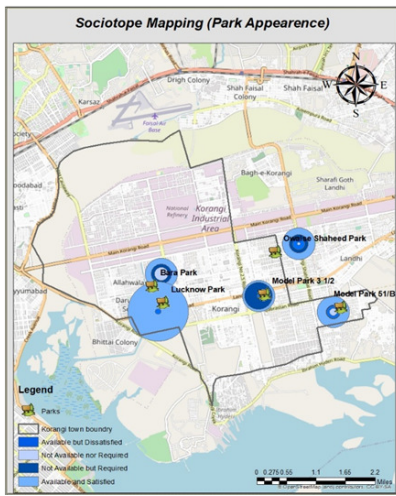 Sociotope Mapping (Park Appearence)
N
W
E
S
Drigh Colony
Karsaz
Shah Faisal
Colony
Shah Faisal
Faisal Air
Base
Bagh-e-Korangi
Sharafi Goth
Landhi
National
Refinery
Korangi
Industrial
Area
Main Korangi Road
Owaise Shaheed Park
Landhi
Bara Park
Allahwala
Model Park 3 1/2
Lucknow Park
Model Park 51/B
Korangi
Bhittai Colony
Legend
Parks
Korangi town boundry
Available but Dissatisfied
Not Available nor Required
Not Available but Required
Available and Satisfied
0 0.275 0.55 1.1 1.65 2.2
Miles